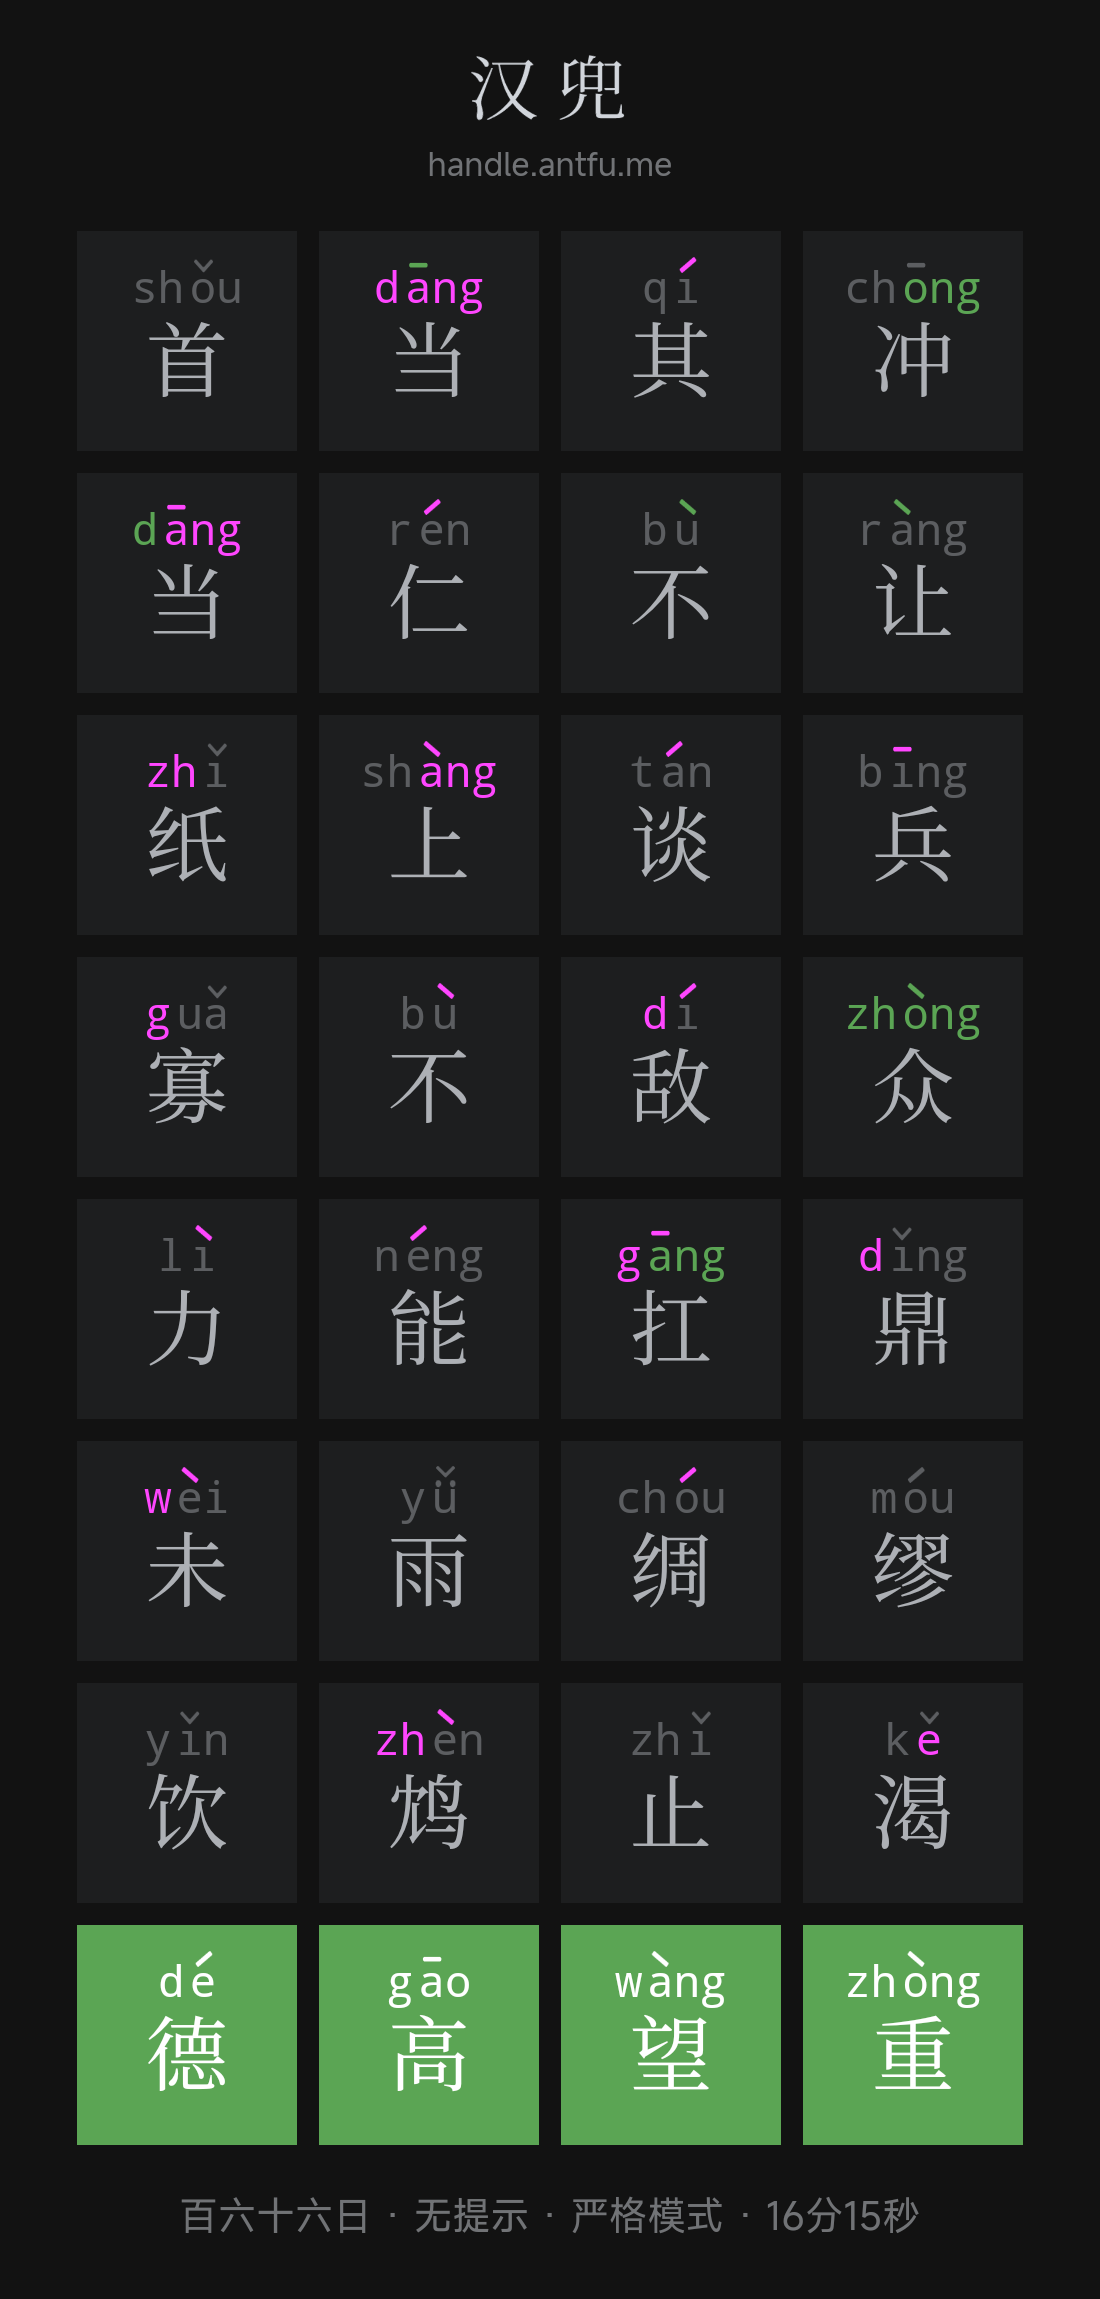 汉兜
handle.antfu.me
shǒu dāng qí chōng
首 当 其 冲
dāng rén bù ràng
当 仁 不 让
zhǐ shàng tán bīng
纸 上 谈 兵
guǎ bù dí zhòng
寡 不 敌 众
lì néng gāng dǐng
力 能 扛 鼎
wèi yǚ chóu móu
未 雨 绸 缪
yǐn zhèn zhǐ kě
饮 鸩 止 渴
dé gāo wàng zhòng
德 高 望 重
百六十六日 · 无提示 · 严格模式 · 16分15秒